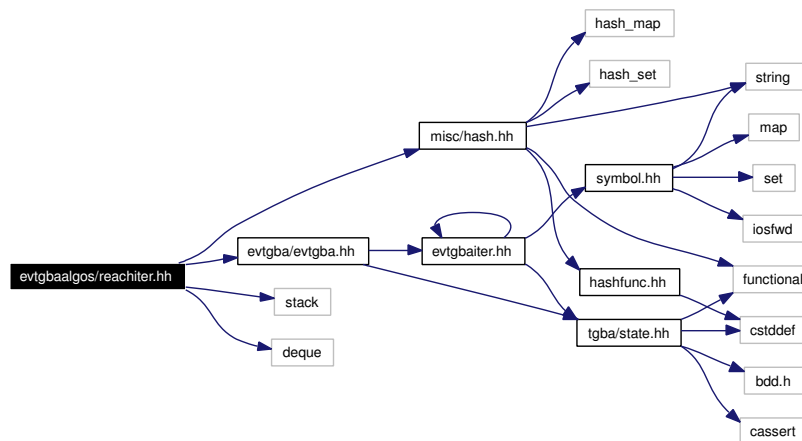 hash_map
hash_set
string
misc/hash.hh
map
symbol.hh
set
iosfwd
evtgba/evtgba.hh
evtgbaiter.hh
evtgbaalgos/reachiter.hh
hashfunc.hh
functional
stack
tgba/state.hh
cstddef
deque
bdd.h
cassert